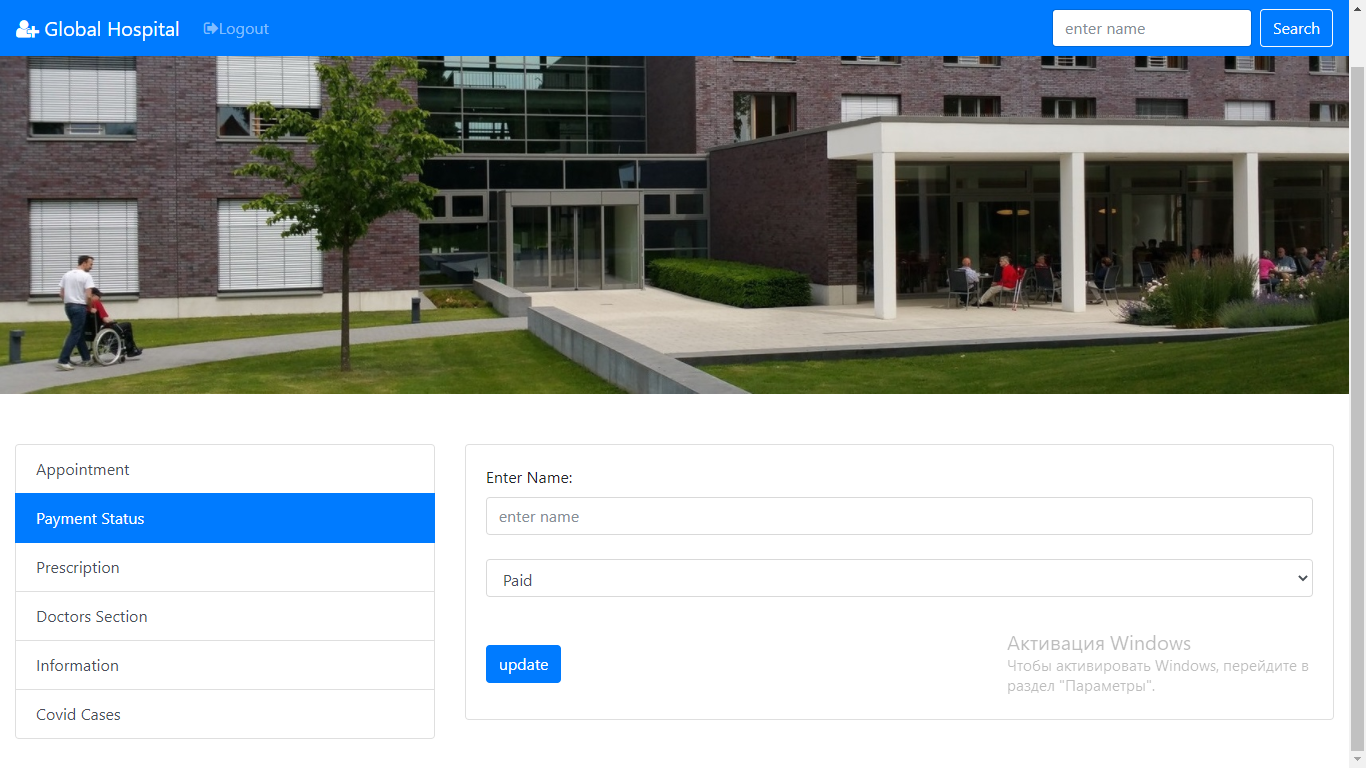 Global Hospital
Logout
enter name
Search
Appointment
Payment Status
Prescription
Doctors Section
Information
Covid Cases
Enter Name:
enter name
Paid
update
Активация Windows
Чтобы активировать Windows, перейдите в
раздел "Параметры".